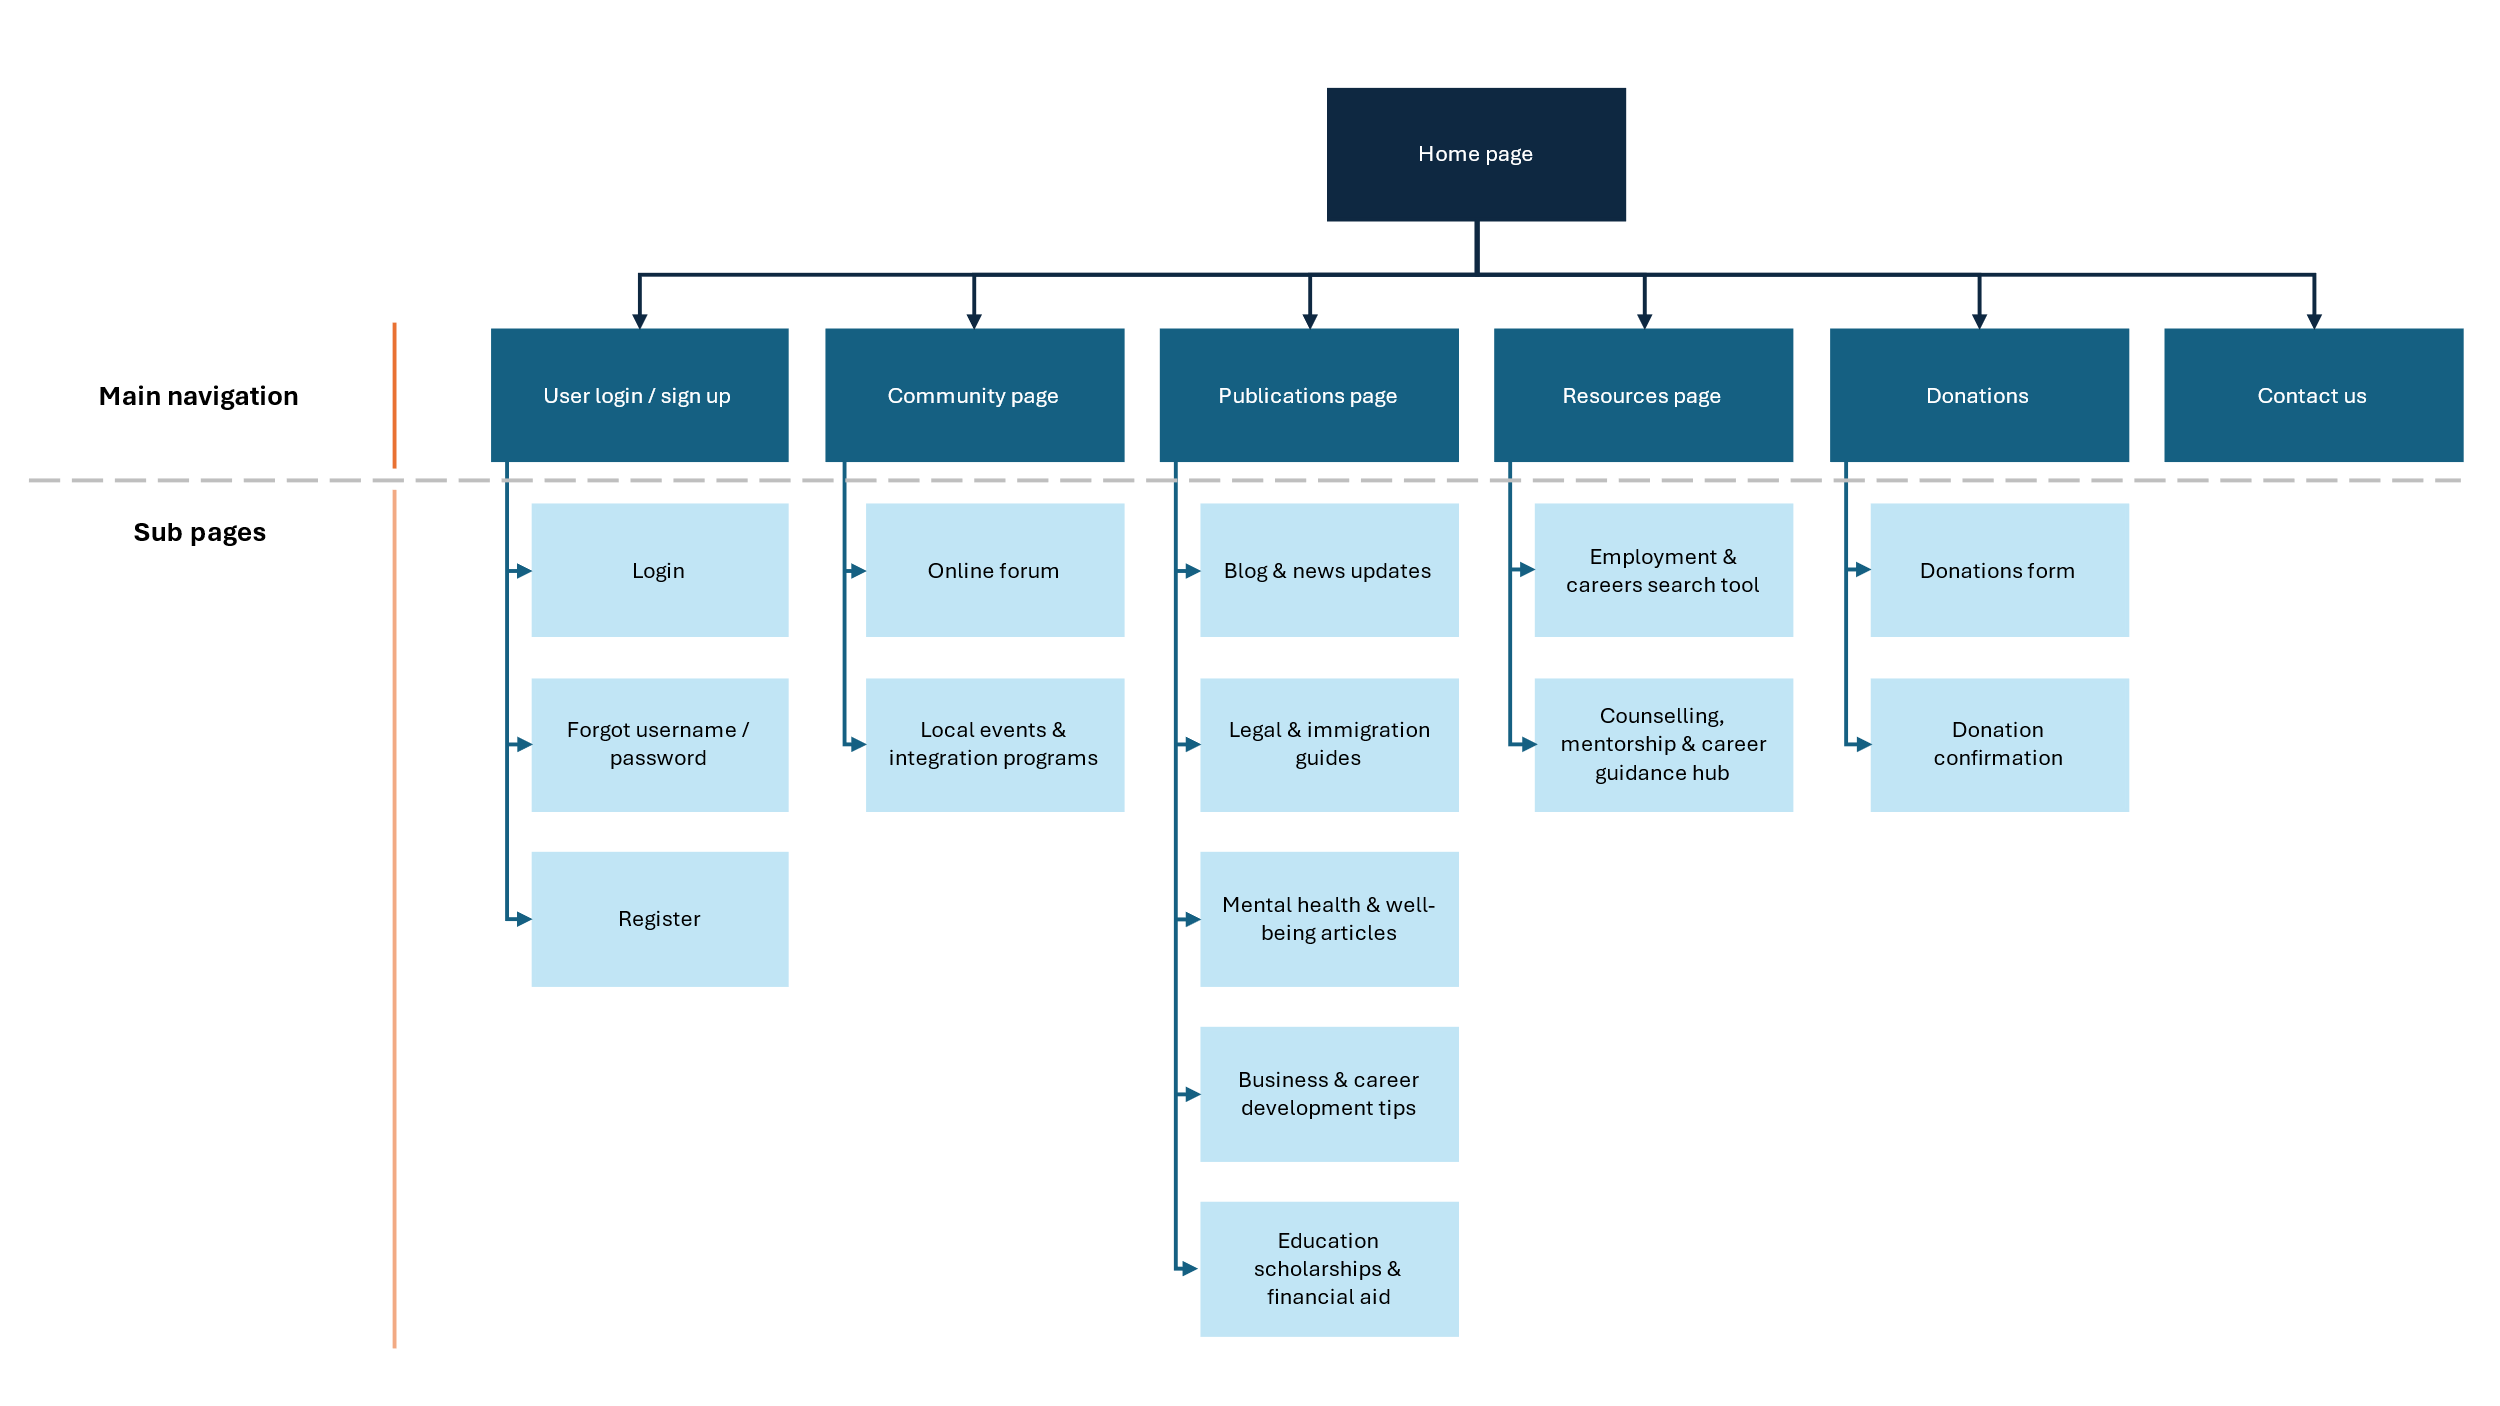 Home page
Main navigation
User login / sign up
Community page
Publications page
Resources page
Donations
Contact us
Sub pages
Login
Online forum
Blog & news updates
Employment &
careers search tool
Donations form
Forgot username /
password
Local events &
integration programs
Legal & immigration
guides
Counselling,
mentorship & career
guidance hub
Donation
confirmation
Register
Mental health & well-
being articles
Business & career
development tips
Education
scholarships &
financial aid